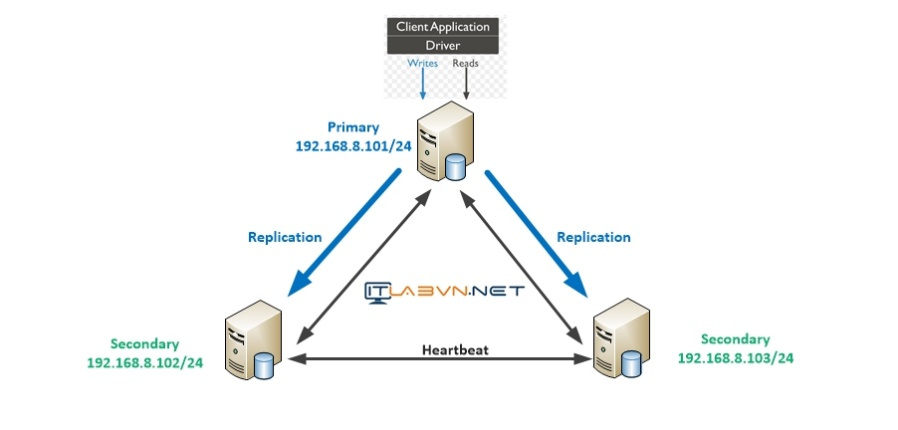 Client Application
Driver
Writes Reads
Primary
192.168.8.101/24
Replication
Replication
ITLABVN.NET
Secondary
192.168.8.102/24
Heartbeat
Secondary
192.168.8.103/24